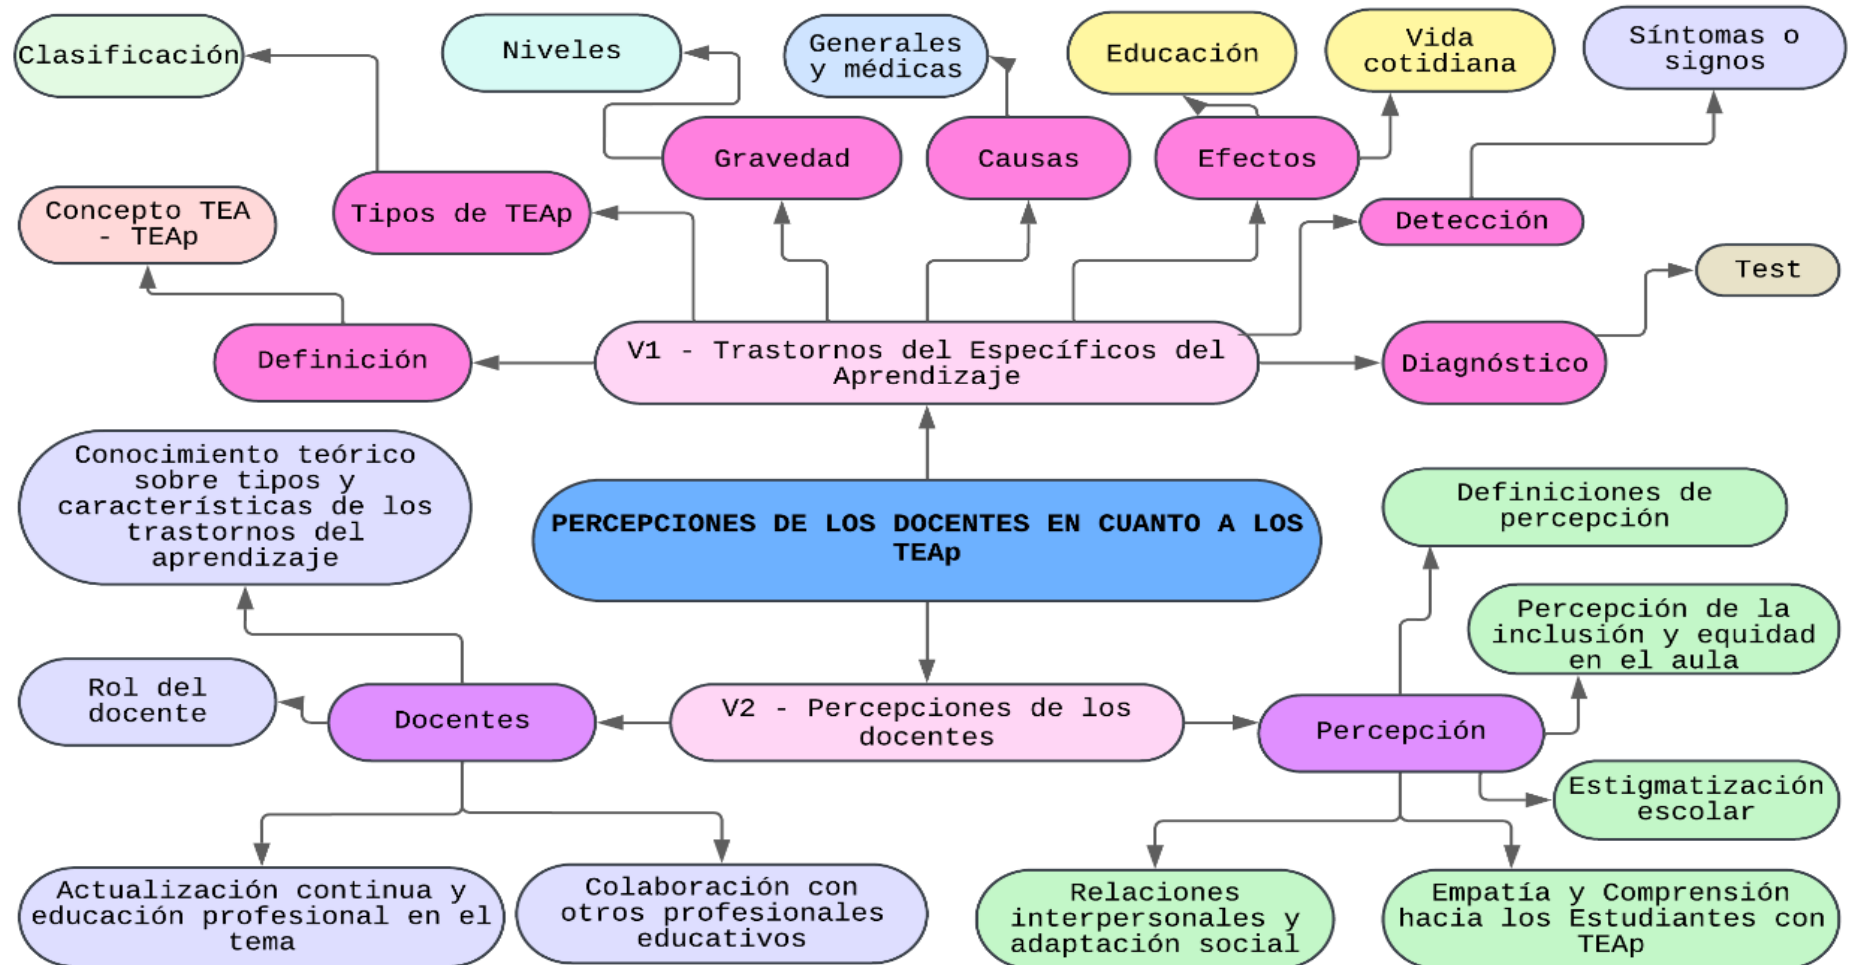 Clasificación
Niveles
Generales
y médicas
Educación
Vida
cotidiana
Síntomas o
signos
Gravedad
Causas
Efectos
Concepto TEA
- TEAp
Tipos de TEAp
Detección
Test
Definición
V1 - Trastornos del Específicos del
Aprendizaje
Diagnóstico
Conocimiento teórico
sobre tipos y
características de los
trastornos del
aprendizaje
PERCEPCIONES DE LOS DOCENTES EN CUANTO A LOS
TEAp
Definiciones de
percepción
Percepción de la
inclusión y equidad
en el aula
Rol del
docente
Docentes
V2 - Percepciones de los
docentes
Percepción
Estigmatización
escolar
Actualización continua y
educación profesional en el
tema
Colaboración con
otros profesionales
educativos
Relaciones
interpersonales y
adaptación social
Empatía y Comprensión
hacia los Estudiantes con
TEAp